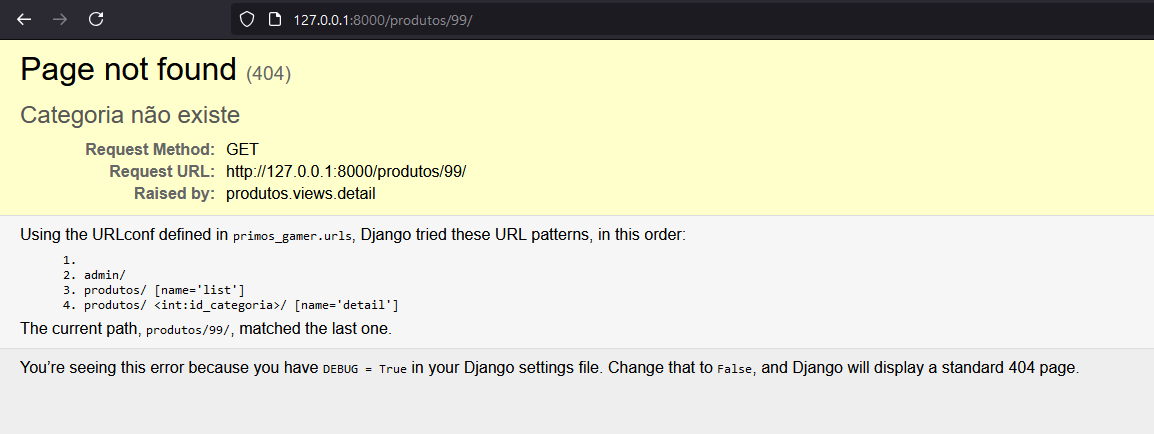 127.0.0.1:8000/produtos/99/
Page not found (404)
Categoria não existe
Request Method: GET
Request URL: http://127.0.0.1:8000/produtos/99/
Raised by: produtos.views.detail
Using the URLconf defined in primos_gamer.urls, Django tried these URL patterns, in this order:
1.
2. admin/
3. produtos/ [name='list']
4. produtos/ <int:id_categoria>/ [name='detail']
The current path, produtos/99/, matched the last one.
You’re seeing this error because you have DEBUG = True in your Django settings file. Change that to False, and Django will display a standard 404 page.